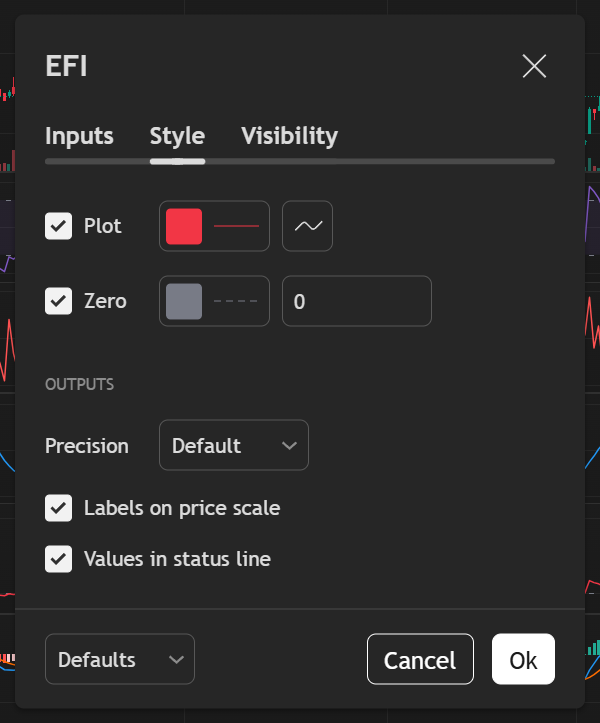 EFI
Inputs Style Visibility
Plot
Zero 0
OUTPUTS
Precision Default
Labels on price scale
Values in status line
Defaults Cancel Ok